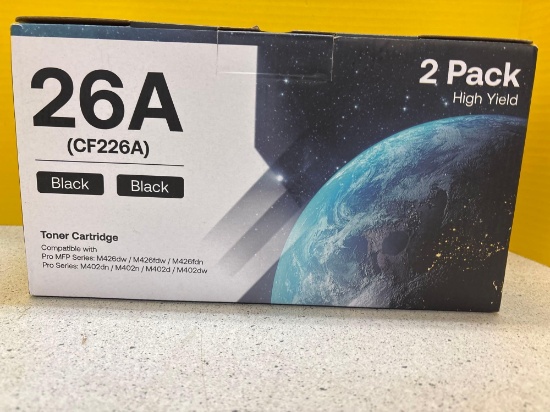 26A
(CF226A)
Black Black
2 Pack
High Yield
Toner Cartridge
Compatible with
Pro MFP Series: M426dw / M426fdw / M426fdn
Pro Series: M402dn / M402n / M402d / M402dw